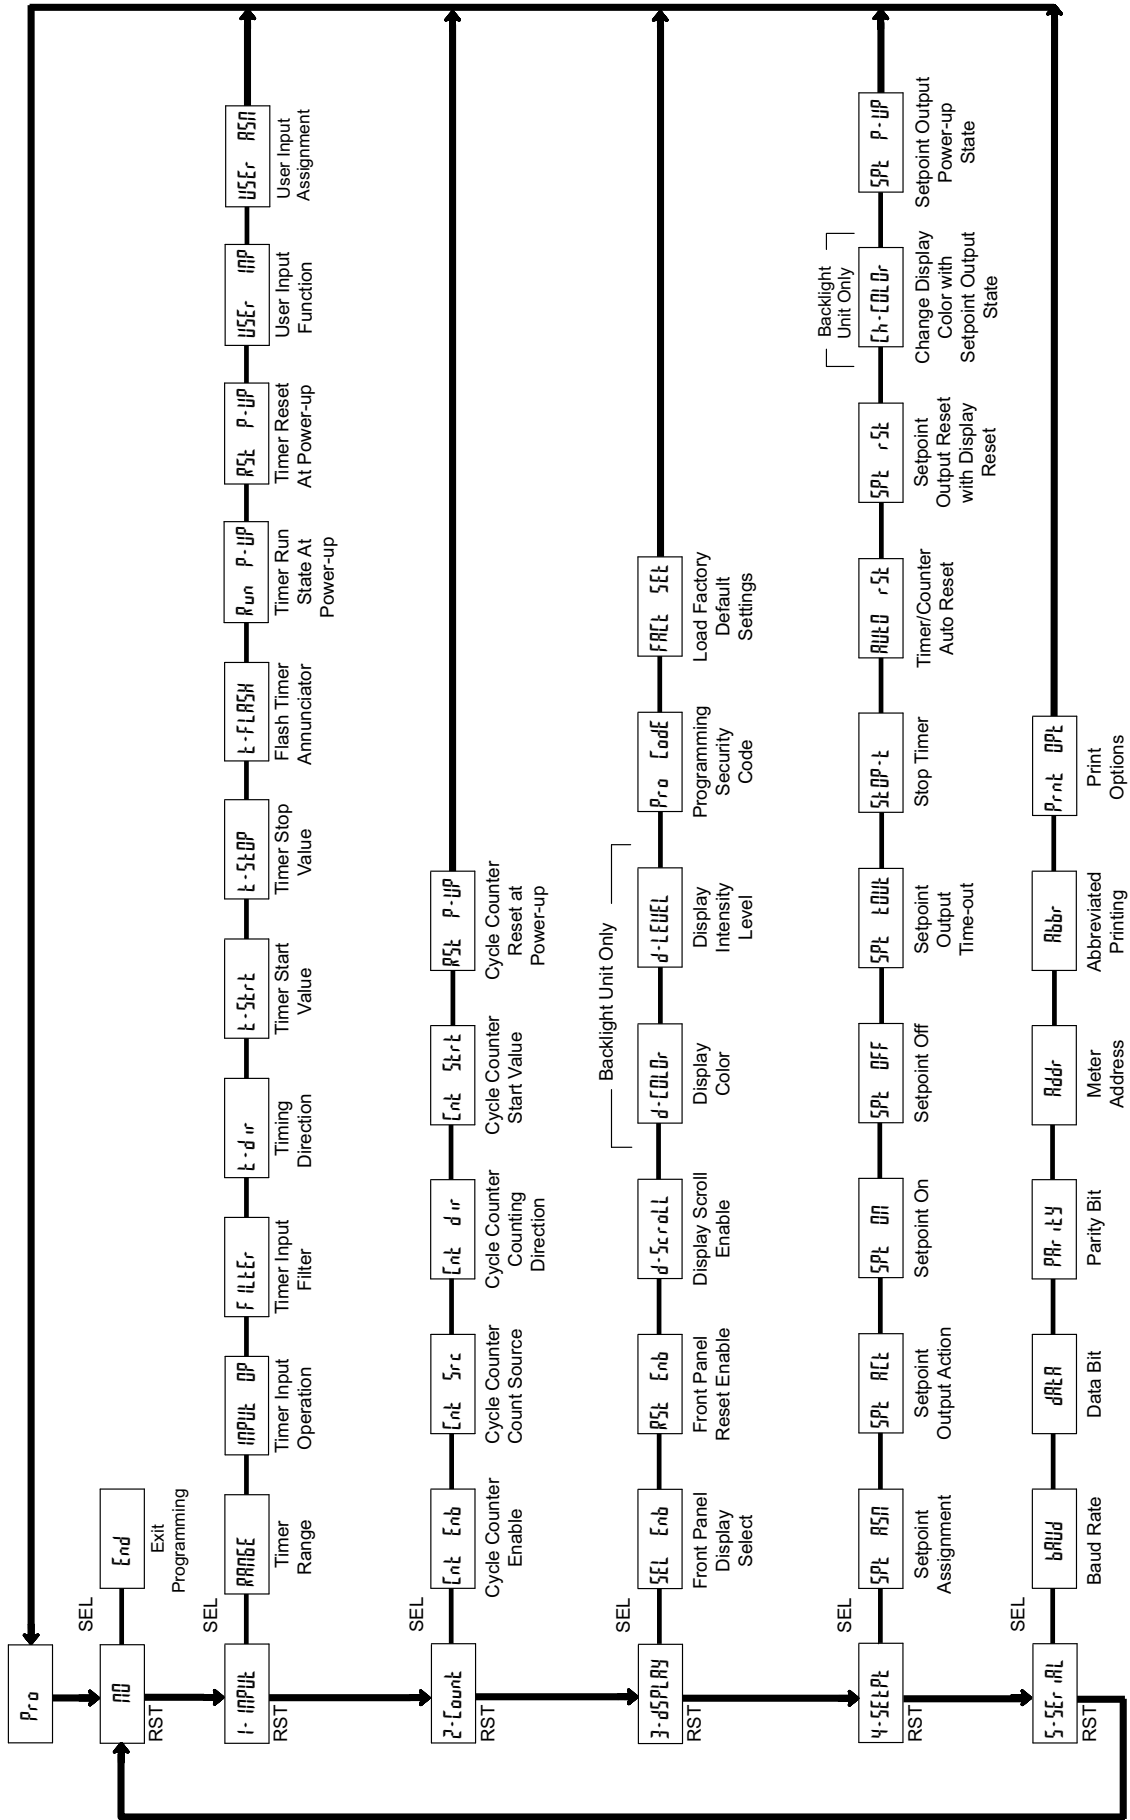 Pro
NO
RST
SEL
End
Exit
Programming
1-INPUt
RST
SEL
RANGE
Timer
Range
INPUt OP
Timer Input
Operation
FILtEr
Timer Input
Filter
t-dir
Timing
Direction
t-Strt
Timer Start
Value
t-StOP
Timer Stop
Value
t-FLASH
Flash Timer
Annunciator
Run P-UP
Timer Run
State At
Power-up
RSt P-UP
Timer Reset
At Power-up
USEr INP
User Input
Function
USEr ASN
User Input
Assignment
2-Count
RST
SEL
Cnt Enb
Cycle Counter
Enable
Cnt Src
Cycle Counter
Count Source
Cnt dir
Cycle Counter
Counting
Direction
Cnt Strt
Cycle Counter
Start Value
RSt P-UP
Cycle Counter
Reset at
Power-up
3-dSPLAY
RST
SEL
SEL Enb
Front Panel
Display
Select
RSt Enb
Front Panel
Reset Enable
d-ScroLL
Display Scroll
Enable
Backlight Unit Only
d-COLOr
Display
Color
d-LEVEL
Display
Intensity
Level
Pro CodE
Programming
Security
Code
FACt SEt
Load Factory
Default
Settings
4-SEtPt
RST
SEL
SPt ASN
Setpoint
Assignment
SPt ACt
Setpoint
Output Action
SPt ON
Setpoint On
SPt OFF
Setpoint Off
SPt tOUt
Setpoint
Output
Time-out
StOP-t
Stop Timer
AUtO rSt
Timer/Counter
Auto Reset
SPt rSt
Setpoint
Output Reset
with Display
Reset
Backlight
Unit Only
Ch-COLOr
Change Display
Color with
Setpoint Output
State
SPt P-UP
Setpoint Output
Power-up
State
5-SErIAL
RST
SEL
bAUd
Baud Rate
dAtA
Data Bit
PArity
Parity Bit
Addr
Meter
Address
Abbr
Abbreviated
Printing
Prnt OPt
Print
Options